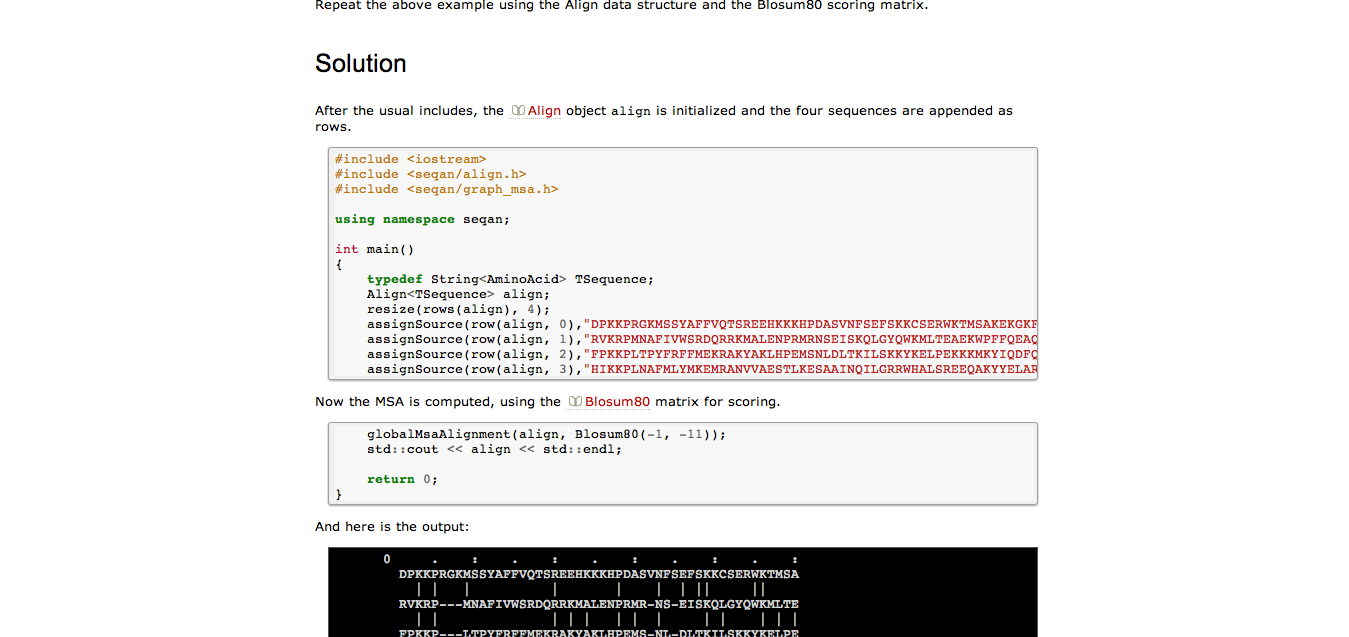 Repeat the above example using the Align data structure and the Blosum80 scoring matrix.
Solution
After the usual includes, the Align object align is initialized and the four sequences are appended as
rows.
#include <iostream>
#include <seqan/align.h>
#include <seqan/graph_msa.h>
using namespace seqan;
int main()
{
typedef String<AminoAcid> TSequence;
Align<TSequence> align;
resize(rows(align), 4);
assignSource(row(align, 0),"DPKKPRGKMSSYAFFVQTSREEHKKKHPDASVNFSEFSKKCSERWKTMSAKEKGKF
assignSource(row(align, 1),"RVKRPMNAFIVWSRDQRRKMALENPRMRNSEISKQLGYQWKMLTEAEKWPFFQEAQ
assignSource(row(align, 2),"FPKKPLTPYFRFFMEKRAKYAKLHPEMSNLDLTKILSKKYKELPEKKKMKYIQDFQ
assignSource(row(align, 3),"HIKKPLNAFMLYMKEMRANVVAESTLKESAAINQILGRRWHALSREEQAKYYELAR
Now the MSA is computed, using the Blosum80 matrix for scoring.
globalMsaAlignment(align, Blosum80(-1, -11));
std::cout << align << std::endl;
return 0;
}
And here is the output:
0 . : . : . : . : . :
DPKKPRGKMSSYAFFVQTSREEHKKKHPDASVNFSEFSKKCSERWKTMSA
| | | | | | | || ||
RVKRP---MNAFIVWSRDQRRKMALENPRMR-NS-EISKQLGYQWKMLTE
| | | | | | | | | | | | |
FPKKP---LTPYFRFFMEKRAKYAKLHPEMS-NL-DLTKILSKKYKELPE